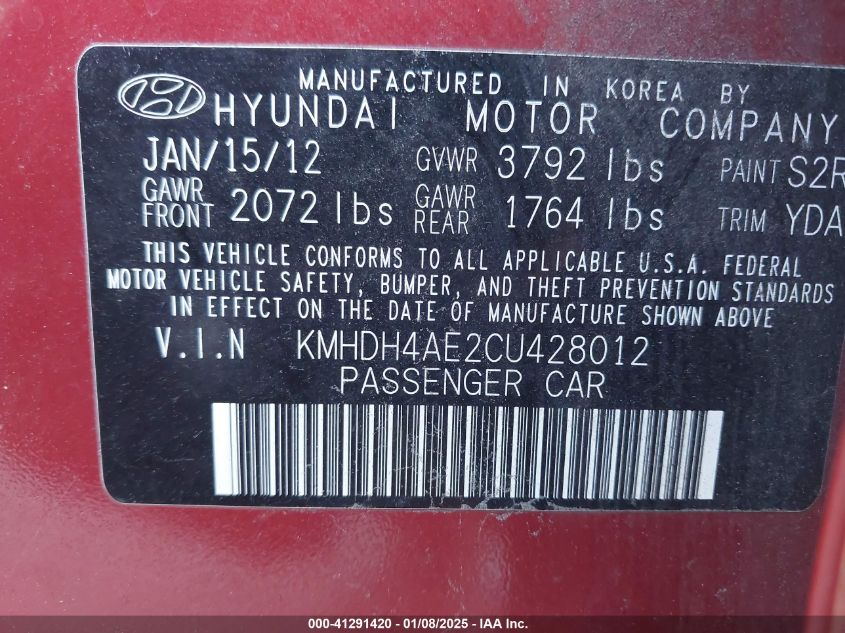 MANUFACTURED IN KOREA BY
HYUNDAI MOTOR COMPANY
JAN/15/12 GVWR 3792 lbs PAINT S2R
GAWR FRONT 2072 lbs GAWR REAR 1764 lbs TRIM YDA
THIS VEHICLE CONFORMS TO ALL APPLICABLE U.S.A. FEDERAL
MOTOR VEHICLE SAFETY, BUMPER, AND THEFT PREVENTION STANDARDS
IN EFFECT ON THE DATE OF MANUFACTURE SHOWN ABOVE
V.I.N KMHDH4AE2CU428012
PASSENGER CAR
000-41291420 - 01/08/2025 - IAA Inc.